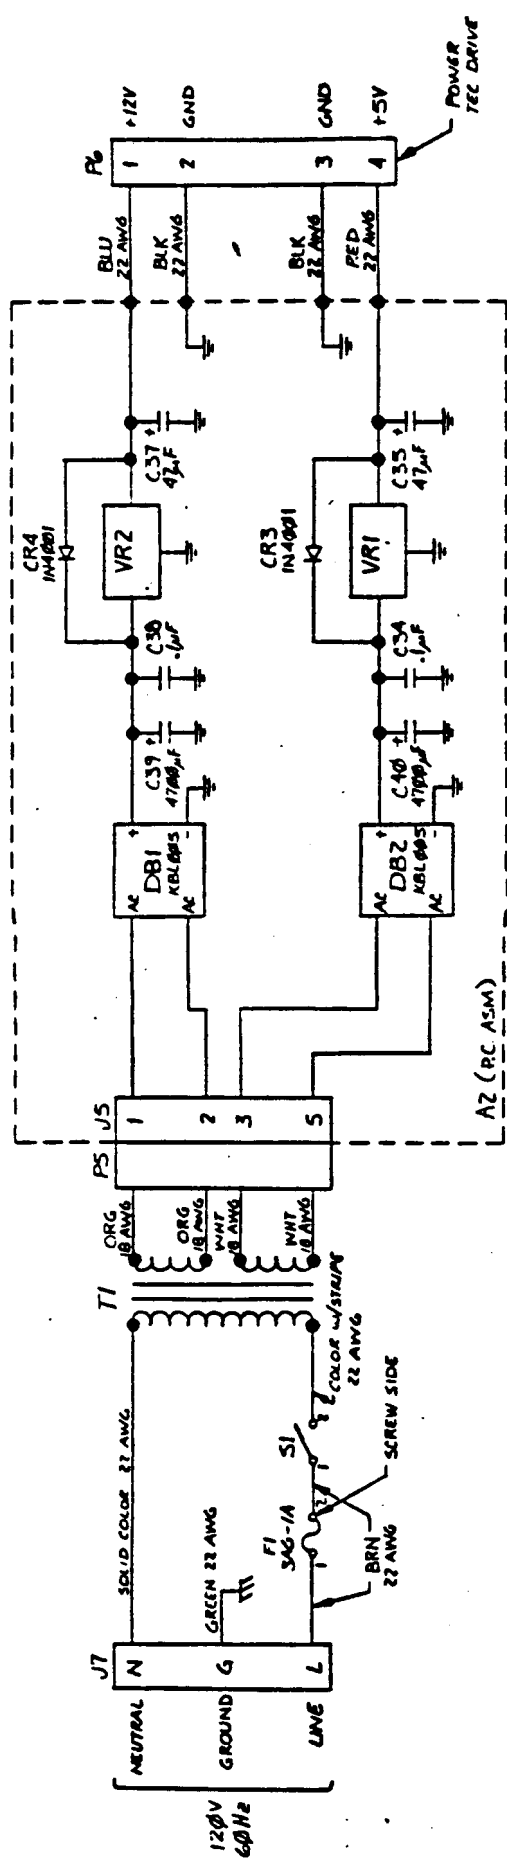 120V
60Hz
NEUTRAL
GROUND
LINE
J7
N
G
L
SOLID COLOR 22 AWG
GREEN 22 AWG
F1
3AG-1A
1
2
S1
1
2
BRN
22 AWG
SCREW SIDE
COLOR W/STRIPE
22 AWG
T1
ORG
18 AWG
ORG
18 AWG
WHT
18 AWG
WHT
18 AWG
P5
J5
1
2
3
5
A2 (P.C. ASM)
AC
AC
+
-
DB1
KBL005
AC
AC
+
-
DB2
KBL005
+
C39
4700µF
C38
.1µF
CR4
1N4001
VR2
+
C37
47µF
+
C40
4700µF
C34
.1µF
CR3
1N4001
VR1
+
C35
47µF
BLU
22 AWG
BLK
22 AWG
BLK
22 AWG
RED
22 AWG
P6
1
2
3
4
+12V
GND
GND
+5V
POWER
TEC DRIVE